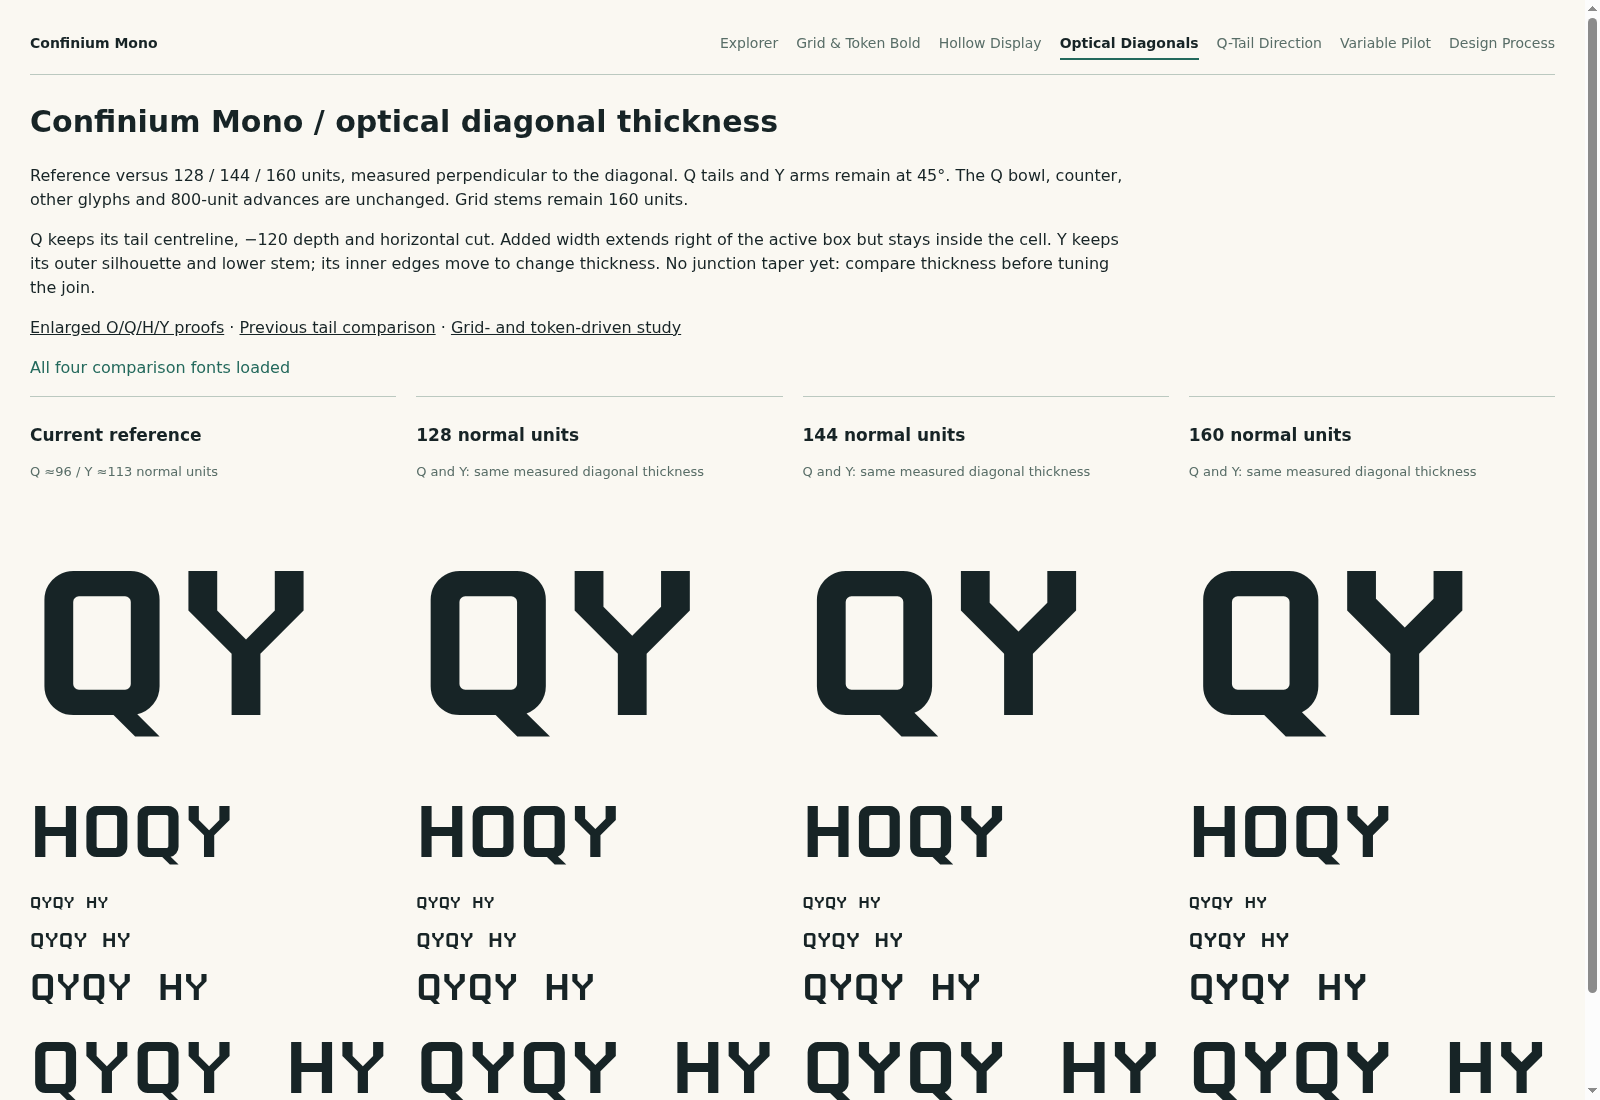 Confinium Mono
Explorer Grid & Token Bold Hollow Display Optical Diagonals Q-Tail Direction Variable Pilot Design Process
Confinium Mono / optical diagonal thickness
Reference versus 128 / 144 / 160 units, measured perpendicular to the diagonal. Q tails and Y arms remain at 45°. The Q bowl, counter,
other glyphs and 800-unit advances are unchanged. Grid stems remain 160 units.
Q keeps its tail centreline, −120 depth and horizontal cut. Added width extends right of the active box but stays inside the cell. Y keeps
its outer silhouette and lower stem; its inner edges move to change thickness. No junction taper yet: compare thickness before tuning
the join.
Enlarged O/Q/H/Y proofs · Previous tail comparison · Grid- and token-driven study
All four comparison fonts loaded
Current reference
Q ≈96 / Y ≈113 normal units
QY
HOQY
QYQY HY
QYQY HY
QYQY HY
QYQY HY
128 normal units
Q and Y: same measured diagonal thickness
QY
HOQY
QYQY HY
QYQY HY
QYQY HY
QYQY HY
144 normal units
Q and Y: same measured diagonal thickness
QY
HOQY
QYQY HY
QYQY HY
QYQY HY
QYQY HY
160 normal units
Q and Y: same measured diagonal thickness
QY
HOQY
QYQY HY
QYQY HY
QYQY HY
QYQY HY